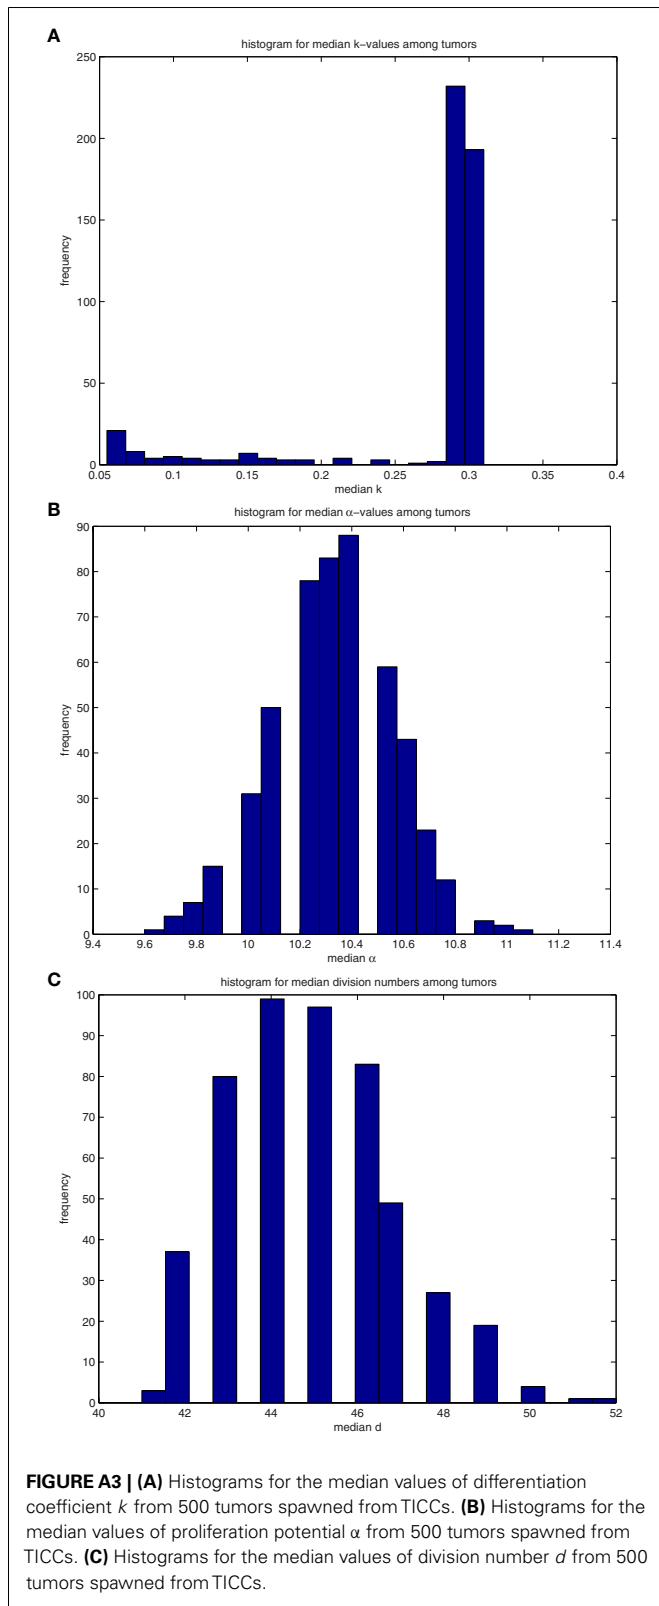 A
histogram for median k-values among tumors
250
200
150
100
50
0
frequency
0.05 0.1 0.15 0.2 0.25 0.3 0.35 0.4
median k
B
histogram for median α-values among tumors
90
80
70
60
50
40
30
20
10
0
frequency
9.4 9.6 9.8 10 10.2 10.4 10.6 10.8 11 11.2 11.4
median α
C
histogram for median division numbers among tumors
100
90
80
70
60
50
40
30
20
10
0
frequency
40 42 44 46 48 50 52
median d
FIGURE A3 | (A) Histograms for the median values of differentiation
coefficient k from 500 tumors spawned from TICCs. (B) Histograms for the
median values of proliferation potential α from 500 tumors spawned from
TICCs. (C) Histograms for the median values of division number d from 500
tumors spawned from TICCs.